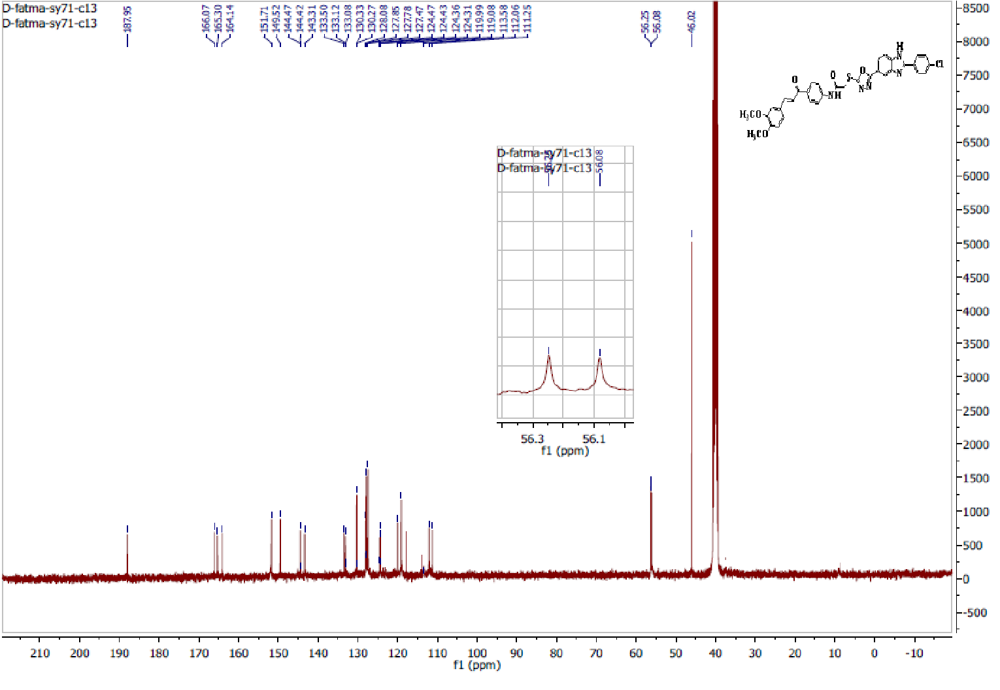 D-fatma-sy71-c13
D-fatma-sy71-c13
187.95
166.07
165.30
164.14
151.71
149.52
144.47
144.42
143.31
133.50
133.12
133.08
130.33
130.27
128.08
127.85
127.78
127.47
124.47
124.43
124.36
124.31
119.99
119.08
113.58
112.06
111.25
56.25
56.08
46.02
8500
8000
7500
7000
6500
6000
5500
5000
4500
4000
3500
3000
2500
2000
1500
1000
500
0
-500
H
N
N
Cl
O
N
N
S
O
NH
O
H₃CO
H₃CO
D-fatma-sy71-c13
D-fatma-sy71-c13
56.25
56.08
56.3
56.1
f1 (ppm)
210 200 190 180 170 160 150 140 130 120 110 100 90 80 70 60 50 40 30 20 10 0 -10
f1 (ppm)